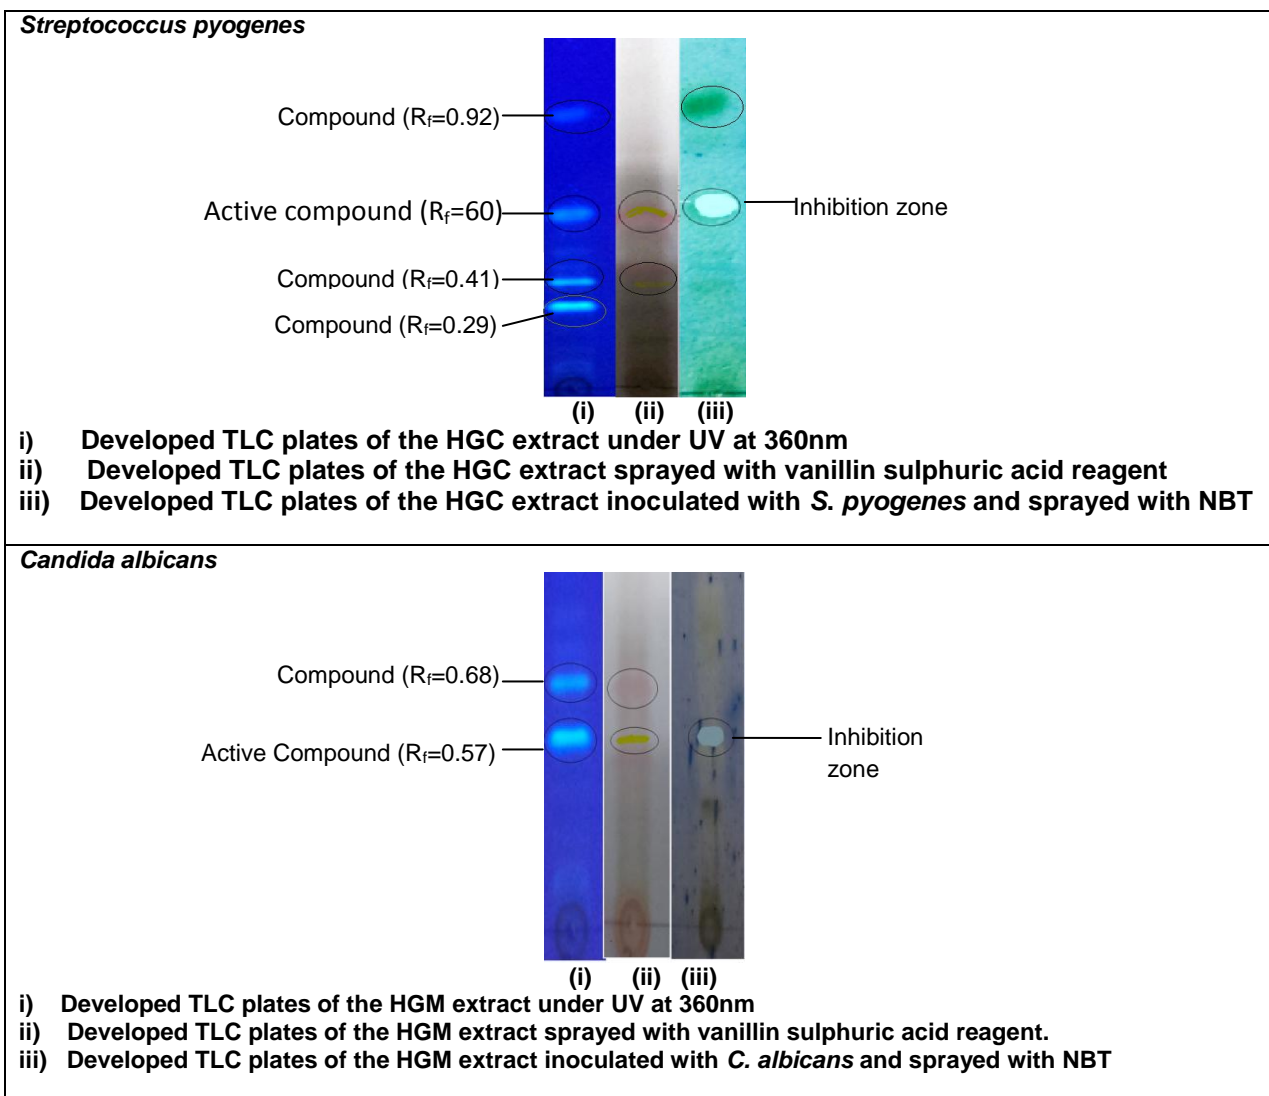 Streptococcus pyogenes
Compound (Rf=0.92)
Active compound (Rf=60)
Inhibition zone
Compound (Rf=0.41)
Compound (Rf=0.29)
(i) (ii) (iii)
i) Developed TLC plates of the HGC extract under UV at 360nm
ii) Developed TLC plates of the HGC extract sprayed with vanillin sulphuric acid reagent
iii) Developed TLC plates of the HGC extract inoculated with S. pyogenes and sprayed with NBT
Candida albicans
Compound (Rf=0.68)
Active Compound (Rf=0.57)
Inhibition
zone
(i) (ii) (iii)
i) Developed TLC plates of the HGM extract under UV at 360nm
ii) Developed TLC plates of the HGM extract sprayed with vanillin sulphuric acid reagent.
iii) Developed TLC plates of the HGM extract inoculated with C. albicans and sprayed with NBT